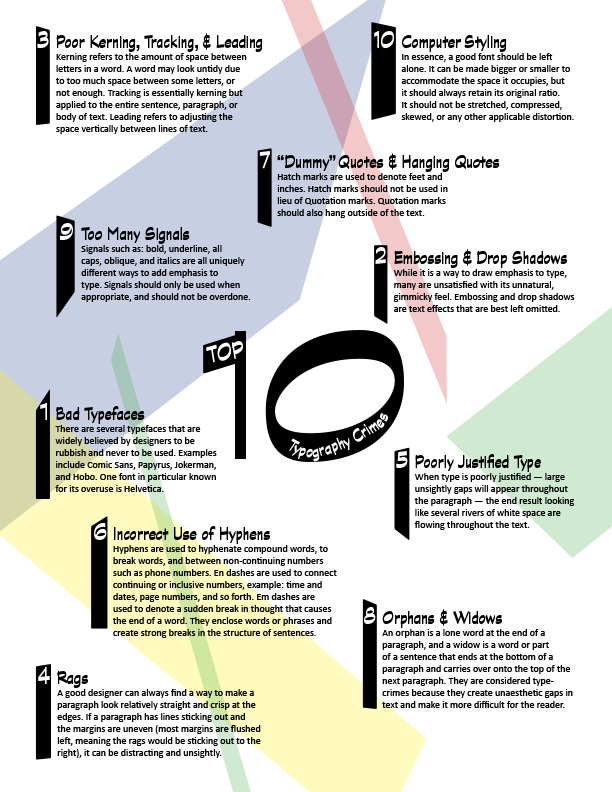 3 Poor Kerning, Tracking, & Leading
Kerning refers to the amount of space between
letters in a word. A word may look untidy due
to too much space between some letters, or
not enough. Tracking is essentially kerning but
applied to the entire sentence, paragraph, or
body of text. Leading refers to adjusting the
space vertically between lines of text.
10 Computer Styling
In essence, a good font should be left
alone. It can be made bigger or smaller to
accommodate the space it occupies, but
it should always retain its original ratio.
It should not be stretched, compressed,
skewed, or any other applicable distortion.
7 “Dummy” Quotes & Hanging Quotes
Hatch marks are used to denote feet and
inches. Hatch marks should not be used in
lieu of Quotation marks. Quotation marks
should also hang outside of the text.
9 Too Many Signals
Signals such as: bold, underline, all
caps, oblique, and italics are all uniquely
different ways to add emphasis to
type. Signals should only be used when
appropriate, and should not be overdone.
2 Embossing & Drop Shadows
While it is a way to draw emphasis to type,
many are unsatisfied with its unnatural,
gimmicky feel. Embossing and drop shadows
are text effects that are best left omitted.
TOP
10
Typography Crimes
1 Bad Typefaces
There are several typefaces that are
widely believed by designers to be
rubbish and never to be used. Examples
include Comic Sans, Papyrus, Jokerman,
and Hobo. One font in particular known
for its overuse is Helvetica.
5 Poorly Justified Type
When type is poorly justified — large
unsightly gaps will appear throughout
the paragraph — the end result looking
like several rivers of white space are
flowing throughout the text.
6 Incorrect Use of Hyphens
Hyphens are used to hyphenate compound words, to
break words, and between non-continuing numbers
such as phone numbers. En dashes are used to connect
continuing or inclusive numbers, example: time and
dates, page numbers, and so forth. Em dashes are
used to denote a sudden break in thought that causes
the end of a word. They enclose words or phrases and
create strong breaks in the structure of sentences.
8 Orphans & Widows
An orphan is a lone word at the end of a
paragraph, and a widow is a word or part
of a sentence that ends at the bottom of a
paragraph and carries over onto the top of the
next paragraph. They are considered type-
crimes because they create unaesthetic gaps in
text and make it more difficult for the reader.
4 Rags
A good designer can always find a way to make a
paragraph look relatively straight and crisp at the
edges. If a paragraph has lines sticking out and
the margins are uneven (most margins are flushed
left, meaning the rags would be sticking out to the
right), it can be distracting and unsightly.